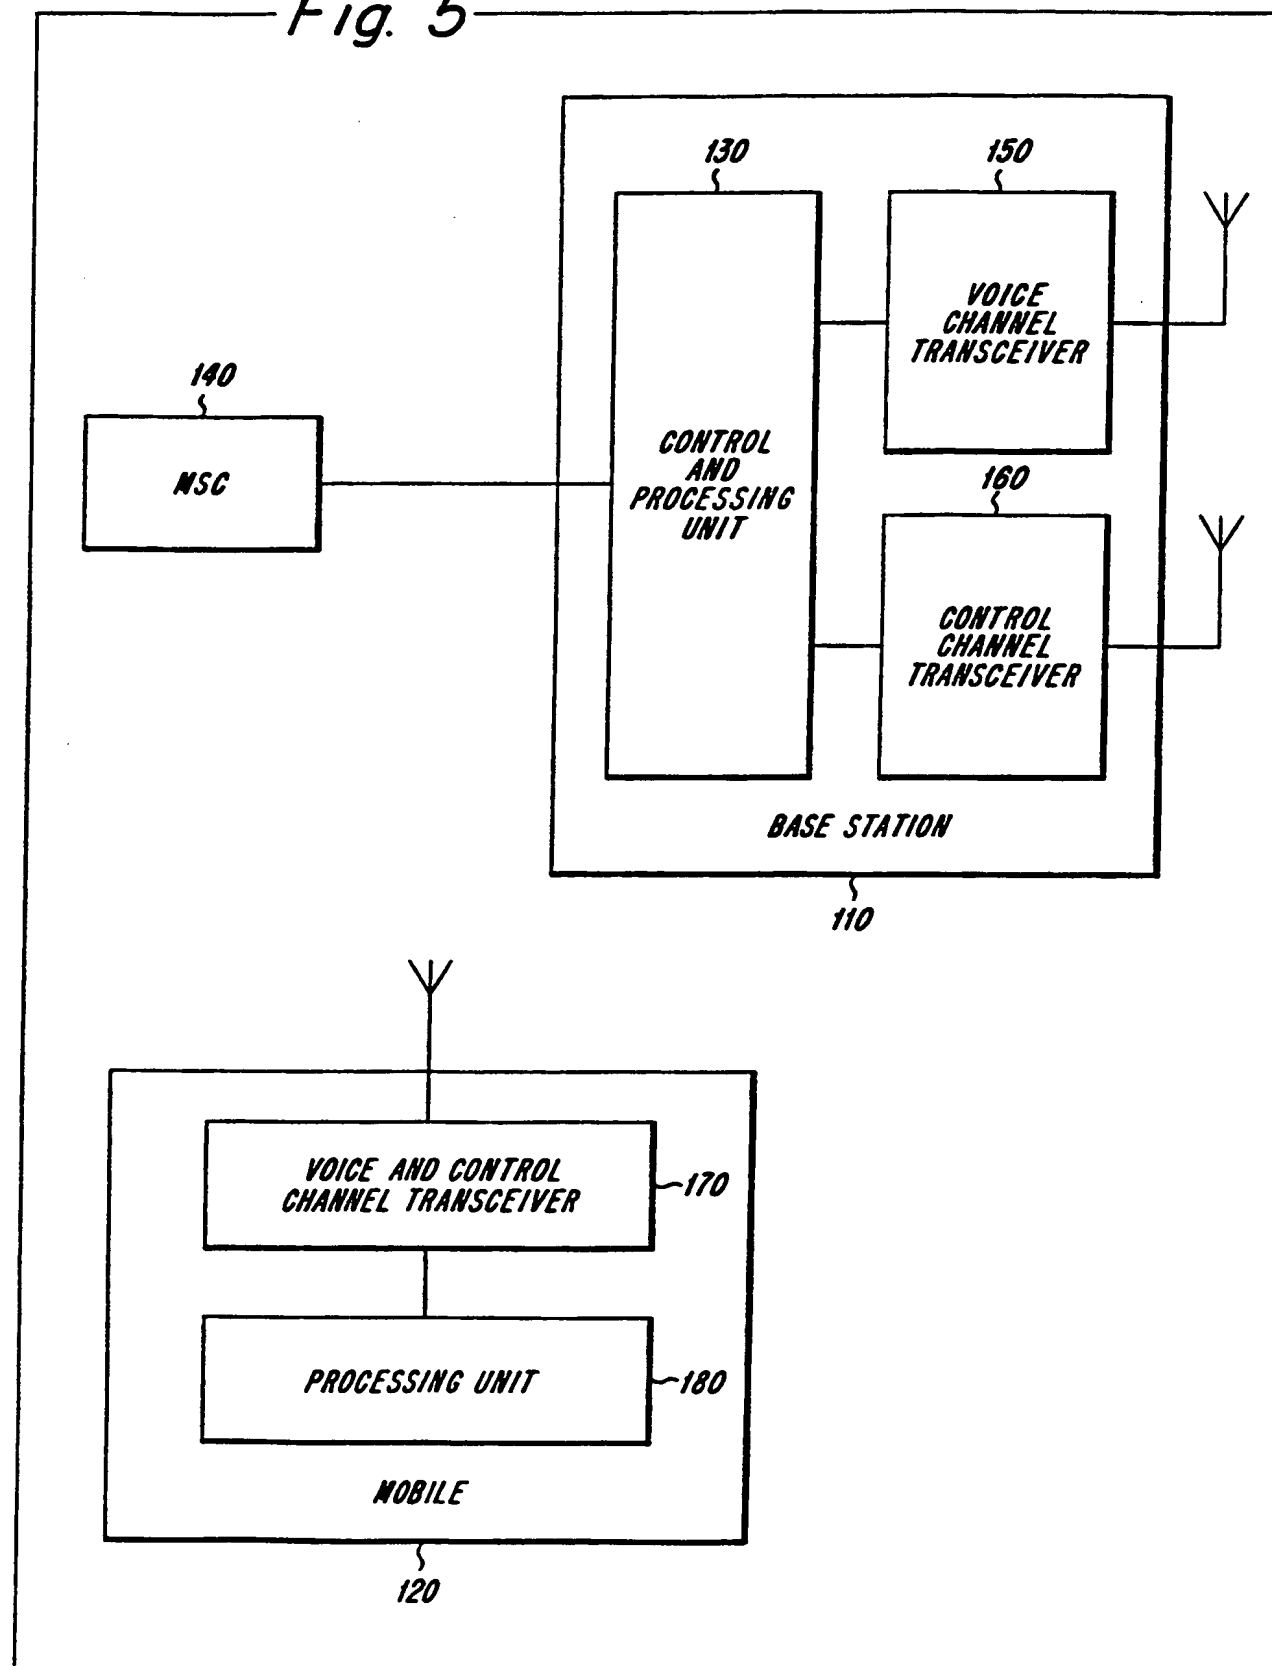 Fig. 5
130
150
VOICE
CHANNEL
TRANSCEIVER
140
MSC
CONTROL
AND
PROCESSING
UNIT
160
CONTROL
CHANNEL
TRANSCEIVER
BASE STATION
110
VOICE AND CONTROL
CHANNEL TRANSCEIVER
170
PROCESSING UNIT
180
MOBILE
120